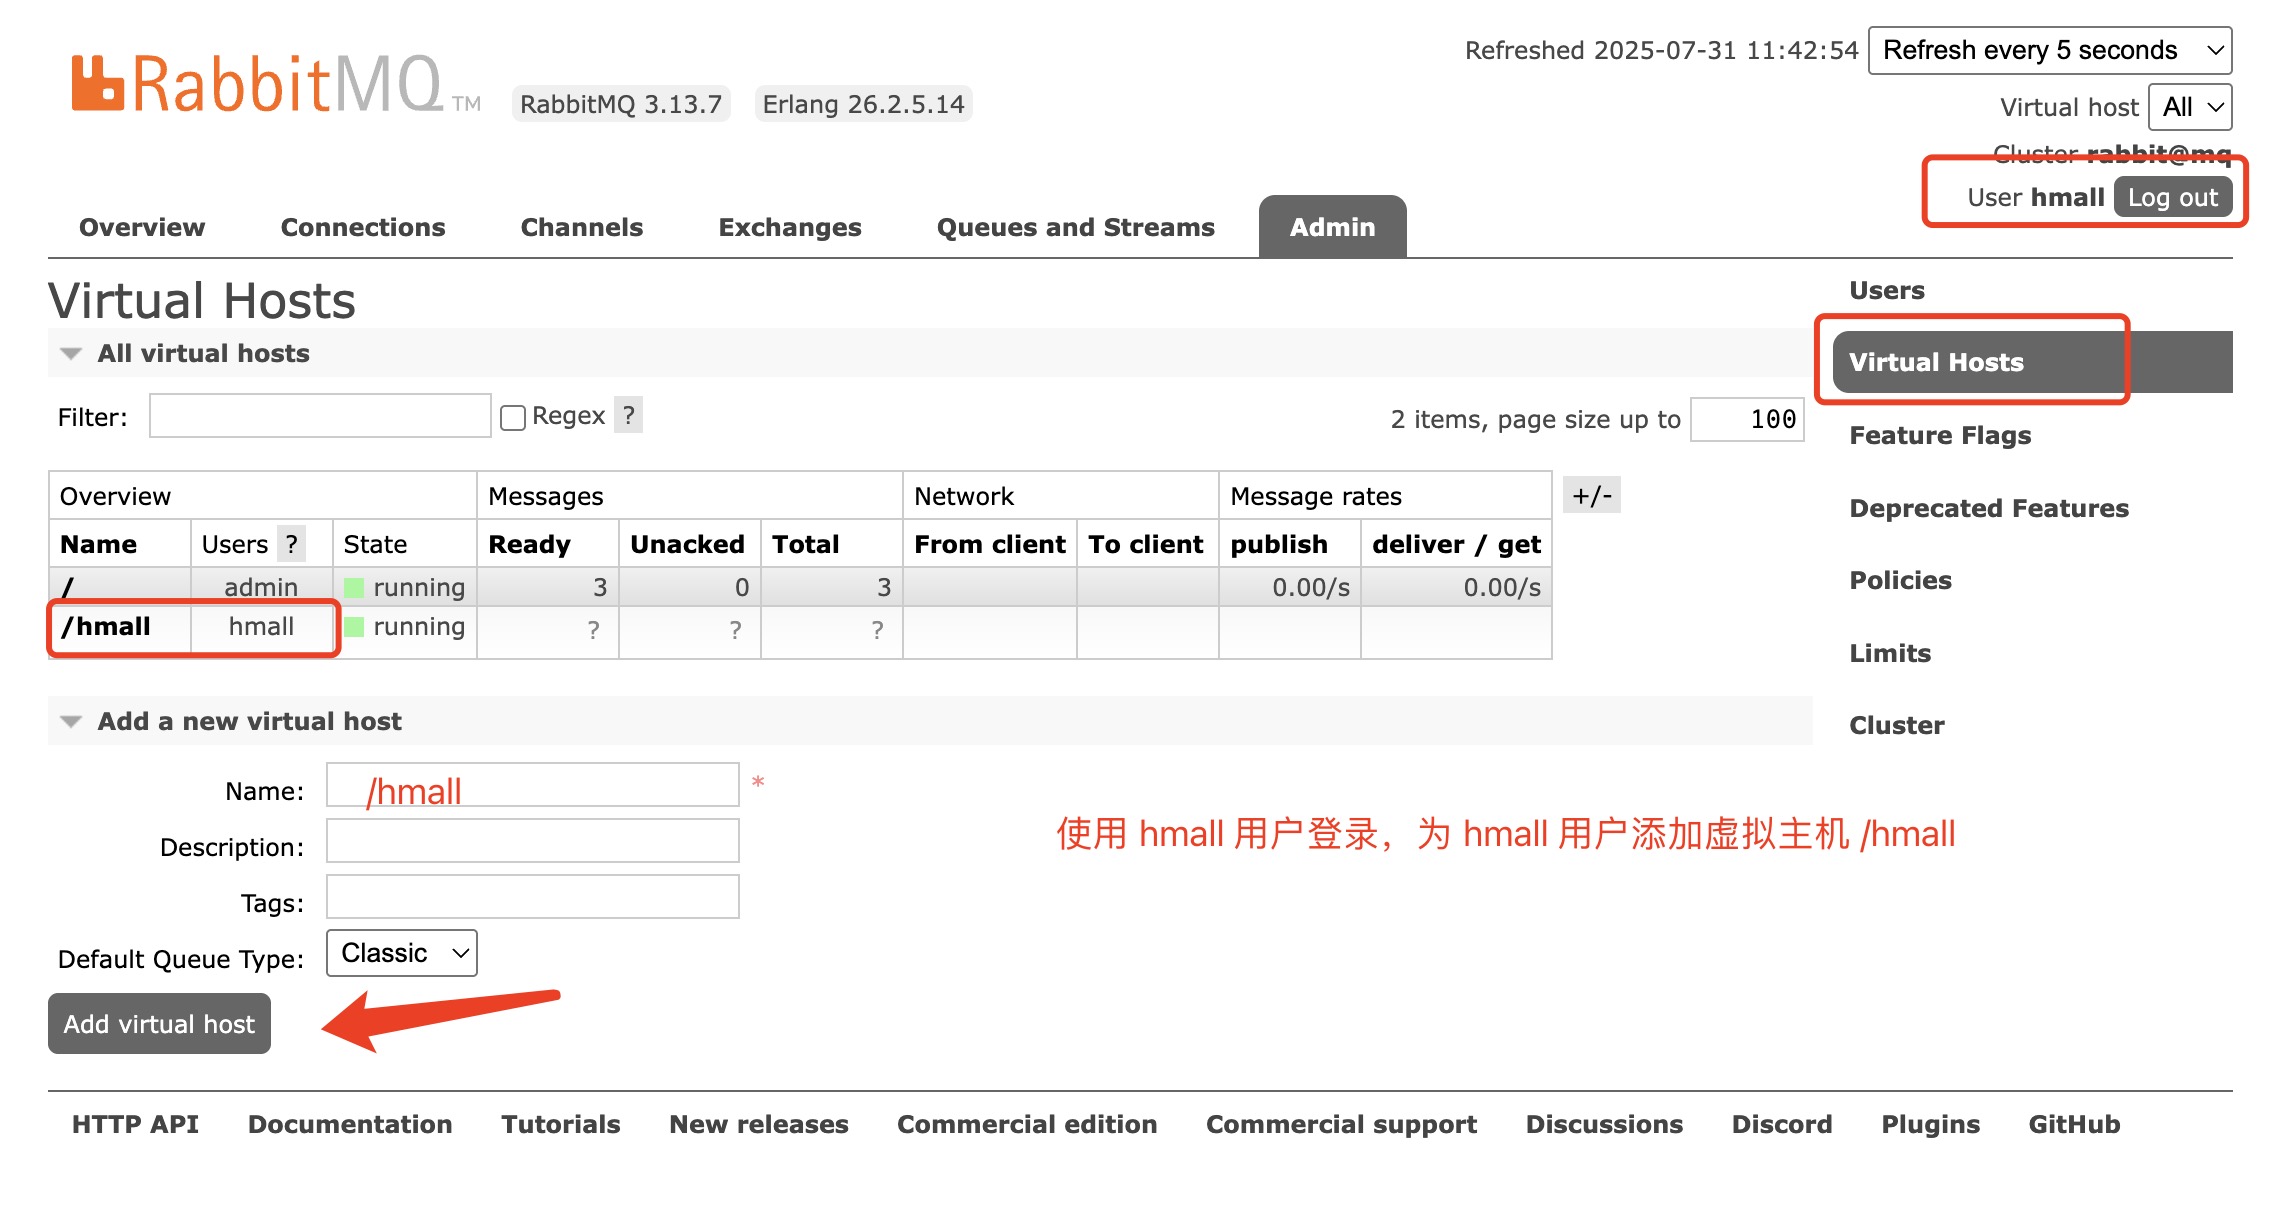 Refreshed 2025-07-31 11:42:54 Refresh every 5 seconds
RabbitMQ TM RabbitMQ 3.13.7 Erlang 26.2.5.14
Virtual host All
Cluster rabbit@mq
User hmall Log out
Overview Connections Channels Exchanges Queues and Streams Admin
Virtual Hosts
All virtual hosts
Filter: Regex ? 2 items, page size up to 100
Overview Messages Network Message rates +/-
Name Users ? State Ready Unacked Total From client To client publish deliver / get
/ admin running 3 0 3 0.00/s 0.00/s
/hmall hmall running ? ? ?
Add a new virtual host
Name: /hmall *
使用 hmall 用户登录，为 hmall 用户添加虚拟主机 /hmall
Description:
Tags:
Default Queue Type: Classic
Add virtual host
Users
Virtual Hosts
Feature Flags
Deprecated Features
Policies
Limits
Cluster
HTTP API Documentation Tutorials New releases Commercial edition Commercial support Discussions Discord Plugins GitHub